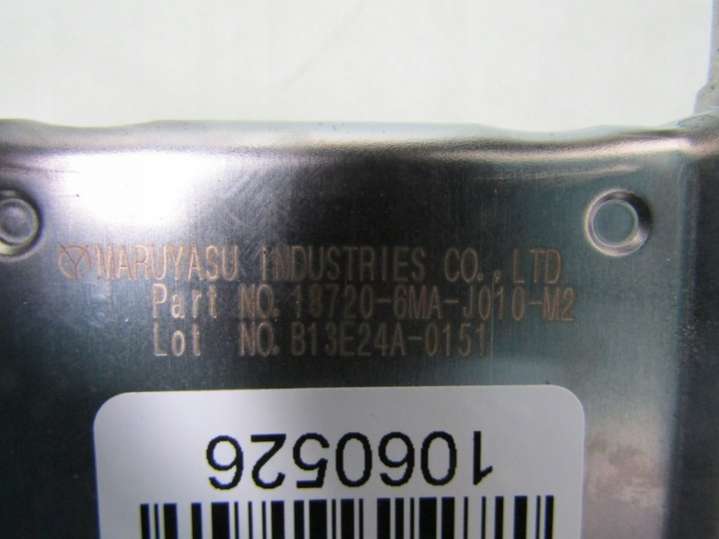 MARUYASU INDUSTRIES CO., LTD.
Part NO. 18720-6MA-J010-M2
Lot NO. B13E24A-0151
1060526